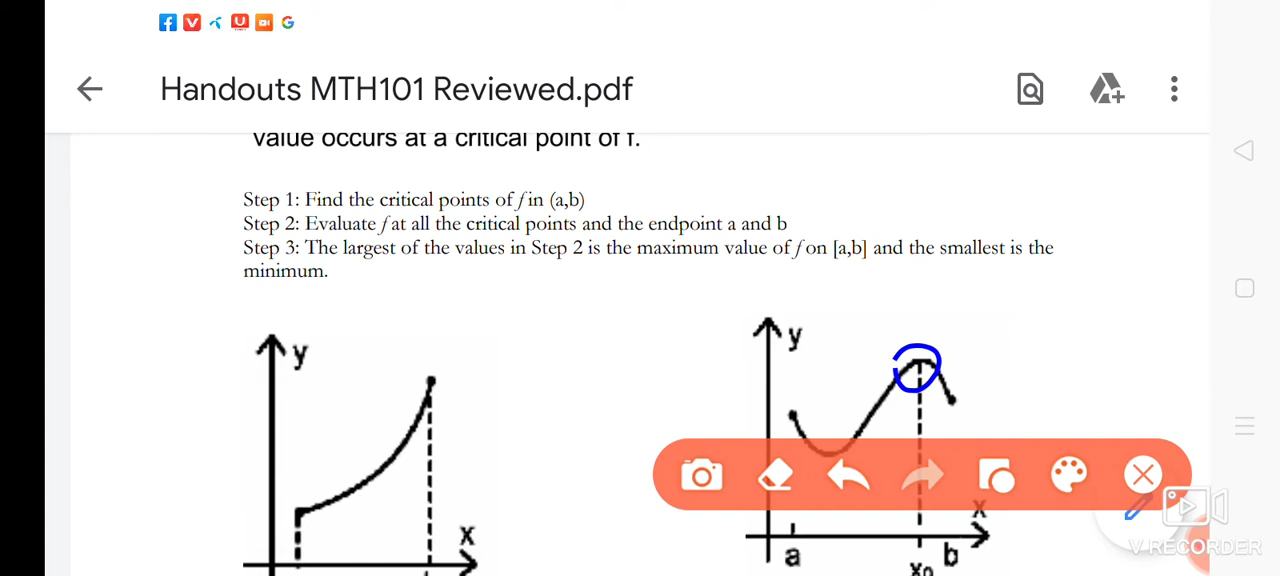 Handouts MTH101 Reviewed.pdf
value occurs at a critical point of f.
Step 1: Find the critical points of f in (a,b)
Step 2: Evaluate f at all the critical points and the endpoint a and b
Step 3: The largest of the values in Step 2 is the maximum value of f on [a,b] and the smallest is the
minimum.
y
x
y
x
a
x₀
b
V RECORDER